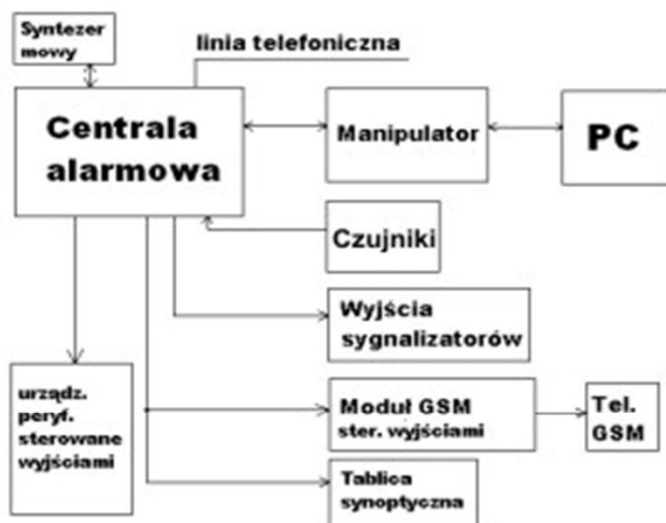 Syntezer
mowy
linia telefoniczna
Centrala
alarmowa
Manipulator
PC
Czujniki
Wyjścia
sygnalizatorów
urządz.
peryf.
sterowane
wyjściami
Moduł GSM
ster. wyjściami
Tel.
GSM
Tablica
synoptyczna